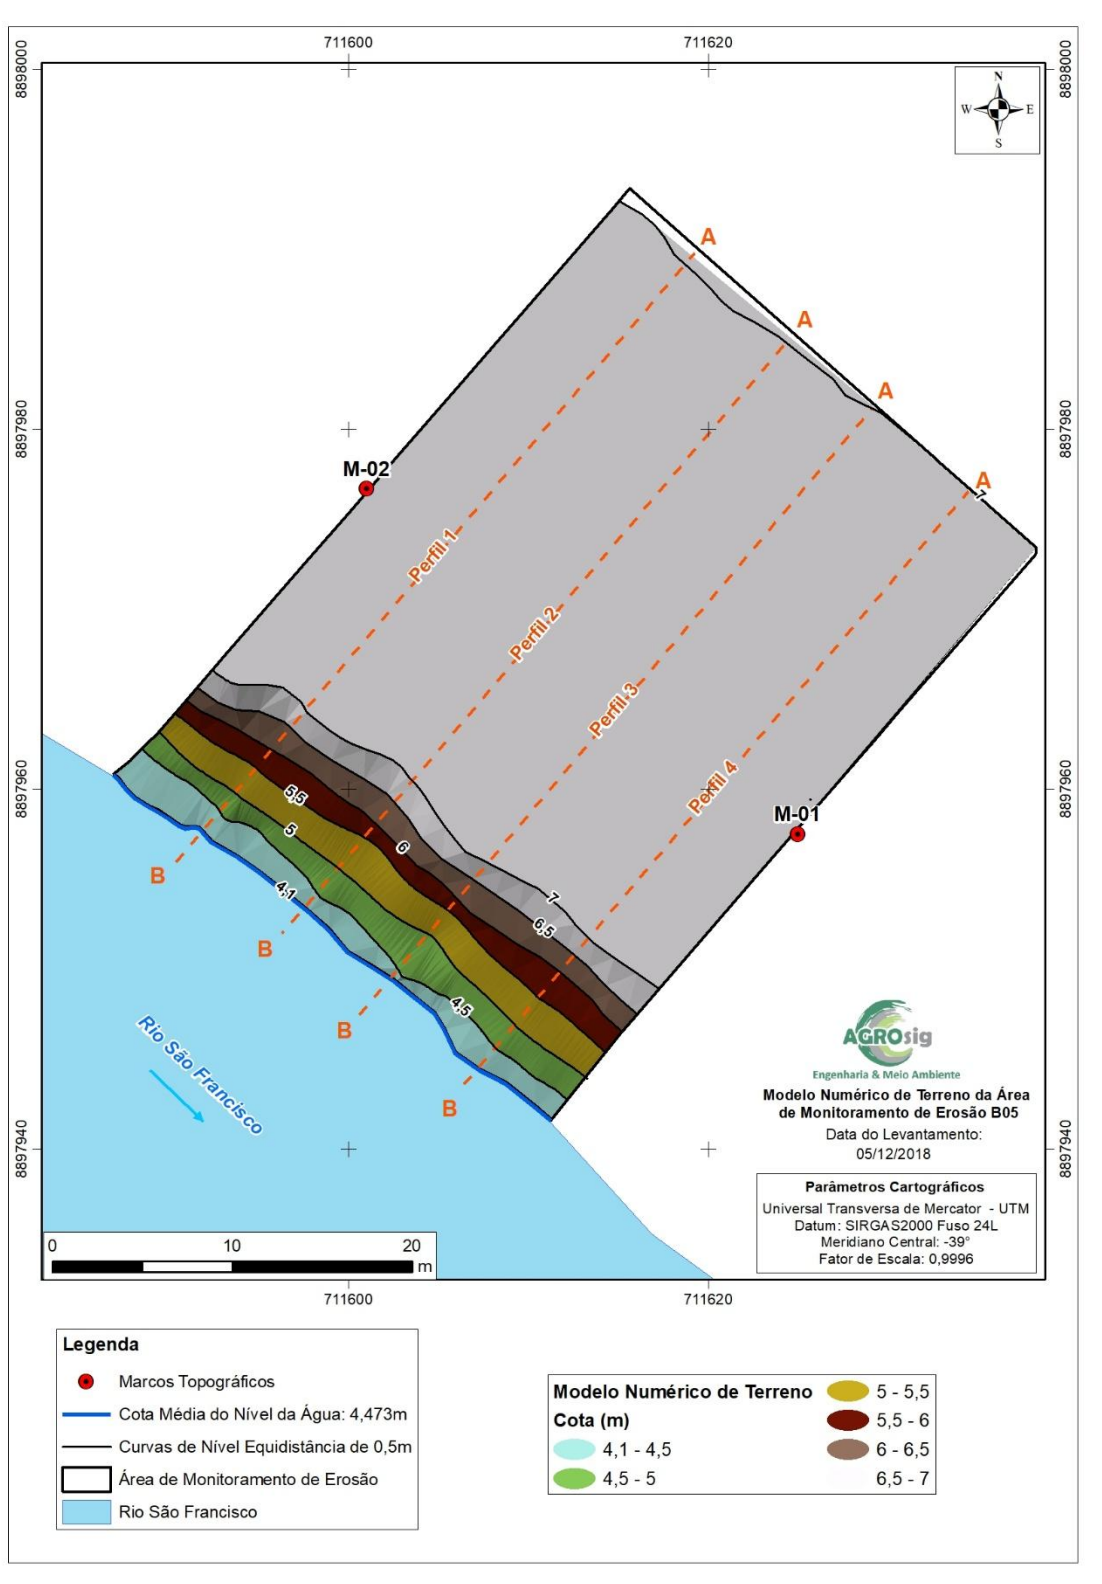 711600
711620
8898000
8898000
N
W
E
S
A
A
A
A
7
8897980
8897980
M-02
Perfil 1
Perfil 2
Perfil 3
Perfil 4
8897960
8897960
M-01
5,5
5
6
4,1
7
6,5
4,5
B
B
B
B
Rio São Francisco
AGROsig
Engenharia & Meio Ambiente
Modelo Numérico de Terreno da Área
de Monitoramento de Erosão B05
Data do Levantamento:
05/12/2018
8897940
8897940
Parâmetros Cartográficos
Universal Transversa de Mercator - UTM
Datum: SIRGAS2000 Fuso 24L
Meridiano Central: -39°
Fator de Escala: 0,9996
0
10
20
m
711600
711620
Legenda
Marcos Topográficos
Cota Média do Nível da Água: 4,473m
Curvas de Nível Equidistância de 0,5m
Área de Monitoramento de Erosão
Rio São Francisco
Modelo Numérico de Terreno
Cota (m)
4,1 - 4,5
4,5 - 5
5 - 5,5
5,5 - 6
6 - 6,5
6,5 - 7